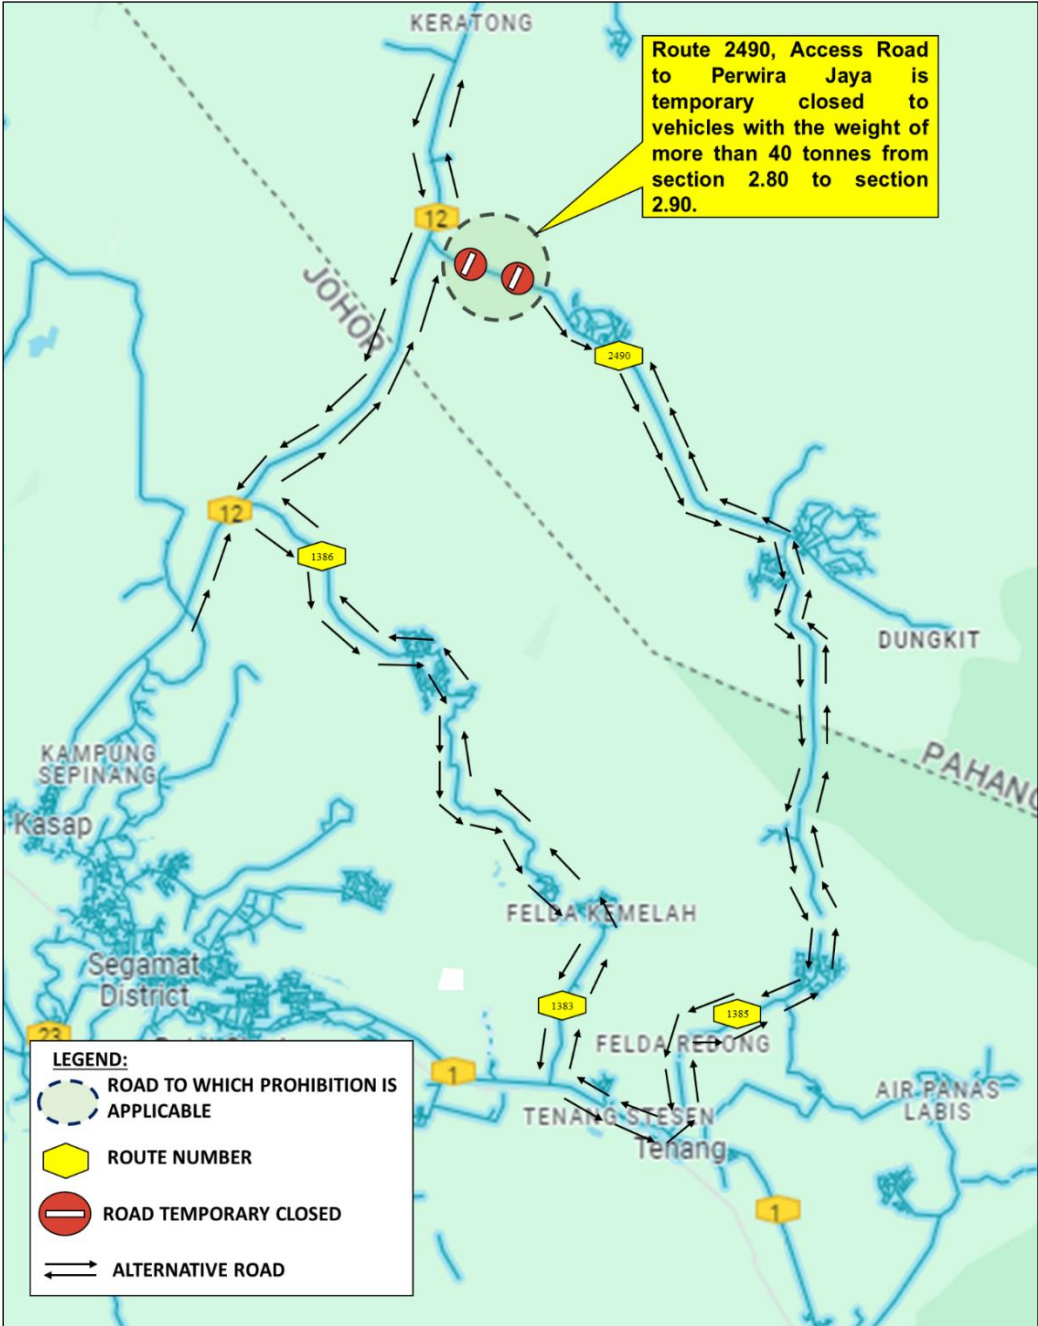 KERATONG
Route 2490, Access Road
to Perwira Jaya is
temporary closed to
vehicles with the weight of
more than 40 tonnes from
section 2.80 to section
2.90.
12
JOHOR
2490
12
1386
DUNGKIT
KAMPUNG
SEPINANG
PAHANG
Kasap
FELDA KEMELAH
Segamat
District
1383
1385
23
FELDA REDONG
1
AIR PANAS
LABIS
TENANG STESEN
Tenang
1
LEGEND:
ROAD TO WHICH PROHIBITION IS
APPLICABLE
ROUTE NUMBER
ROAD TEMPORARY CLOSED
ALTERNATIVE ROAD